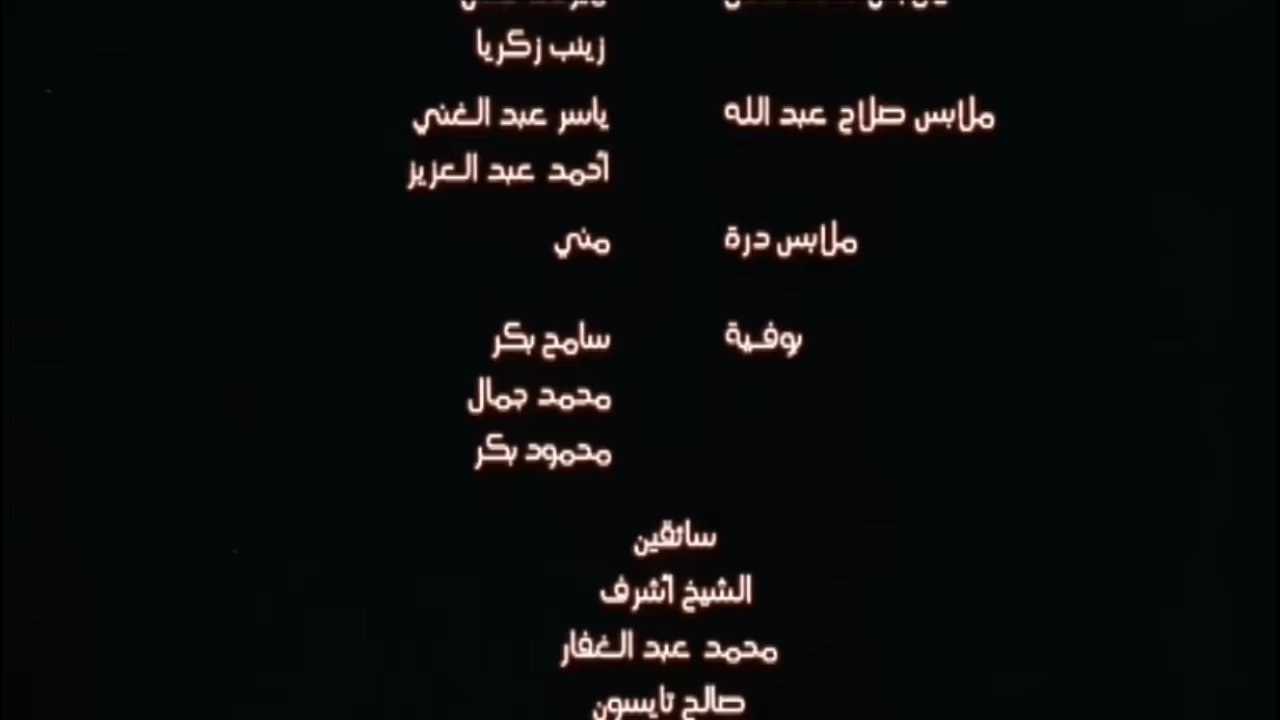 زينب زكريا
ملابس صلاح عبد الله ياسر عبد الغني
أحمد عبد العزيز
ملابس درة مني
بوفية سامح بكر
محمد جمال
محمود بكر
سائقين
الشيخ أشرف
محمد عبد الغفار
صالح تايسون